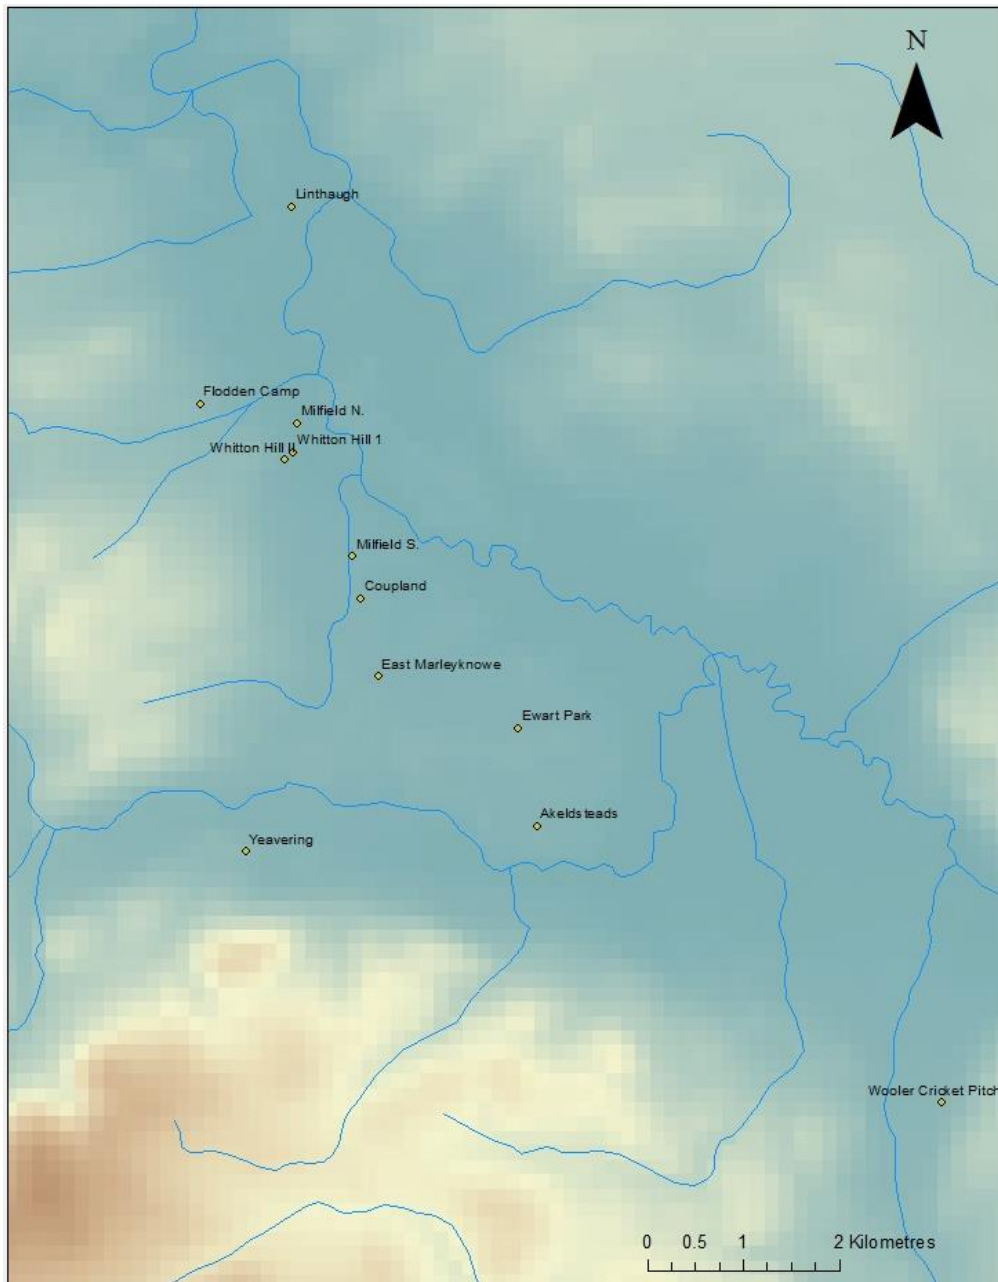 N
Linthaugh
Flodden Camp
Milfield N.
Whitton Hill 1
Whitton Hill II
Milfield S.
Coupland
East Marleyknowe
Ewart Park
Akeldsteads
Yeavering
Wooler Cricket Pitch
0 0.5 1 2 Kilometres